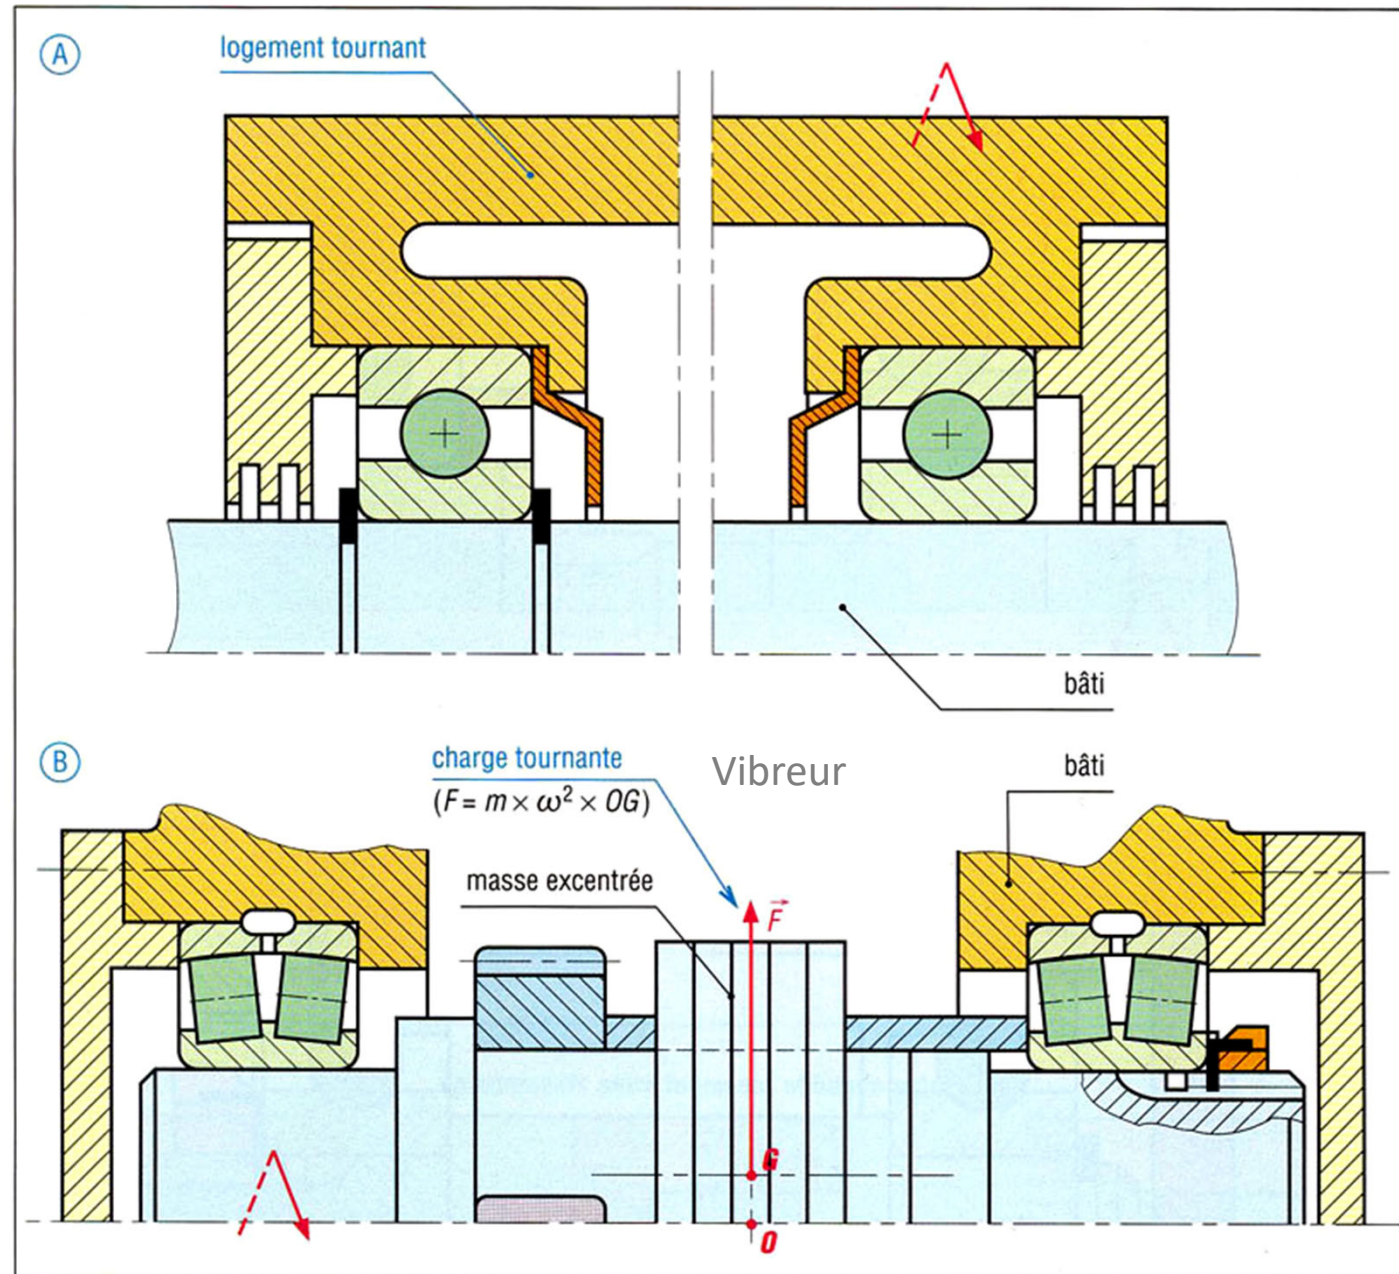 A
logement tournant
bâti
B
charge tournante
(F = m × ω² × OG)
Vibreur
bâti
masse excentrée
F⃗
G
O